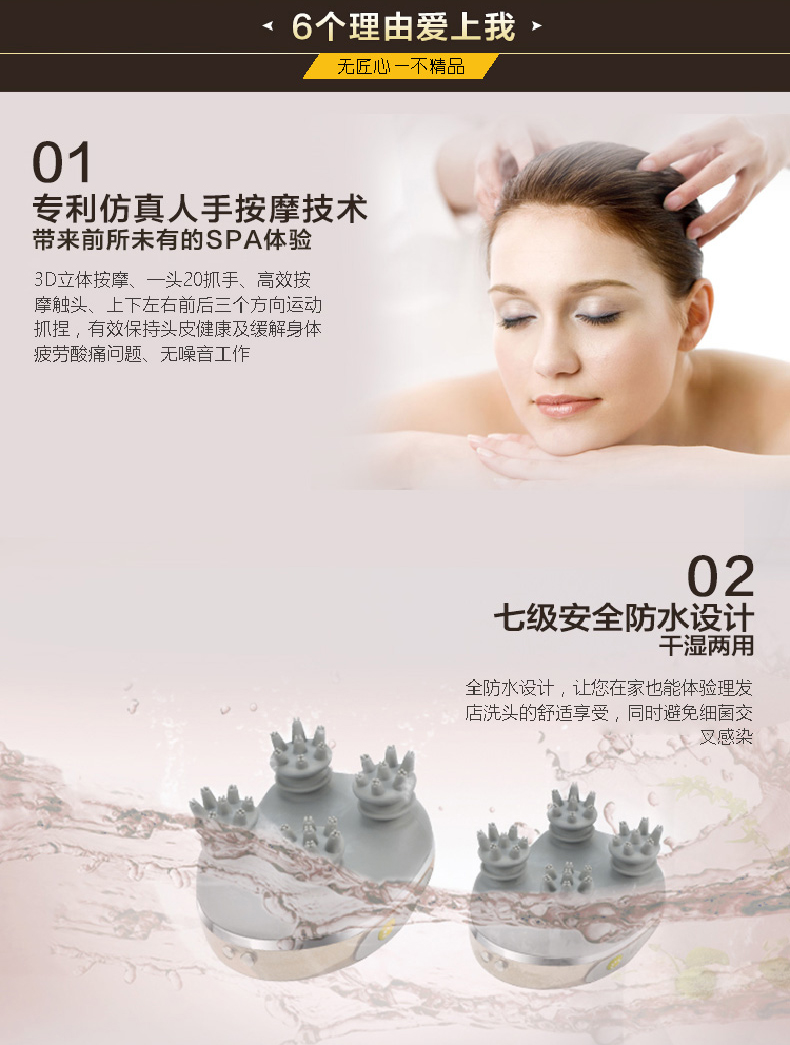 6个理由爱上我
无匠心－不精品
01
专利仿真人手按摩技术
带来前所未有的SPA体验
3D立体按摩、一头20抓手、高效按
摩触头、上下左右前后三个方向运动
抓捏，有效保持头皮健康及缓解身体
疲劳酸痛问题、无噪音工作
02
七级安全防水设计
干湿两用
全防水设计，让您在家也能体验理发
店洗头的舒适享受，同时避免细菌交
叉感染